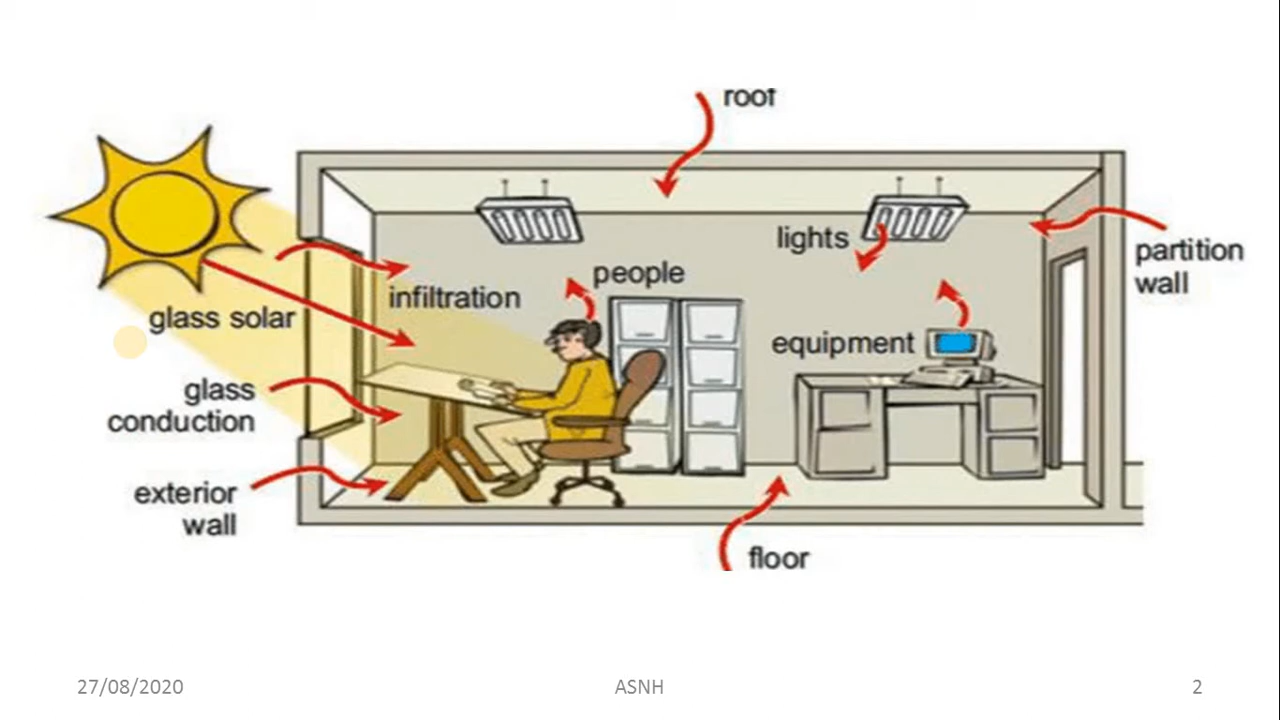 roof
lights
partition
wall
people
infiltration
glass solar
equipment
glass
conduction
exterior
wall
floor
27/08/2020
ASNH
2